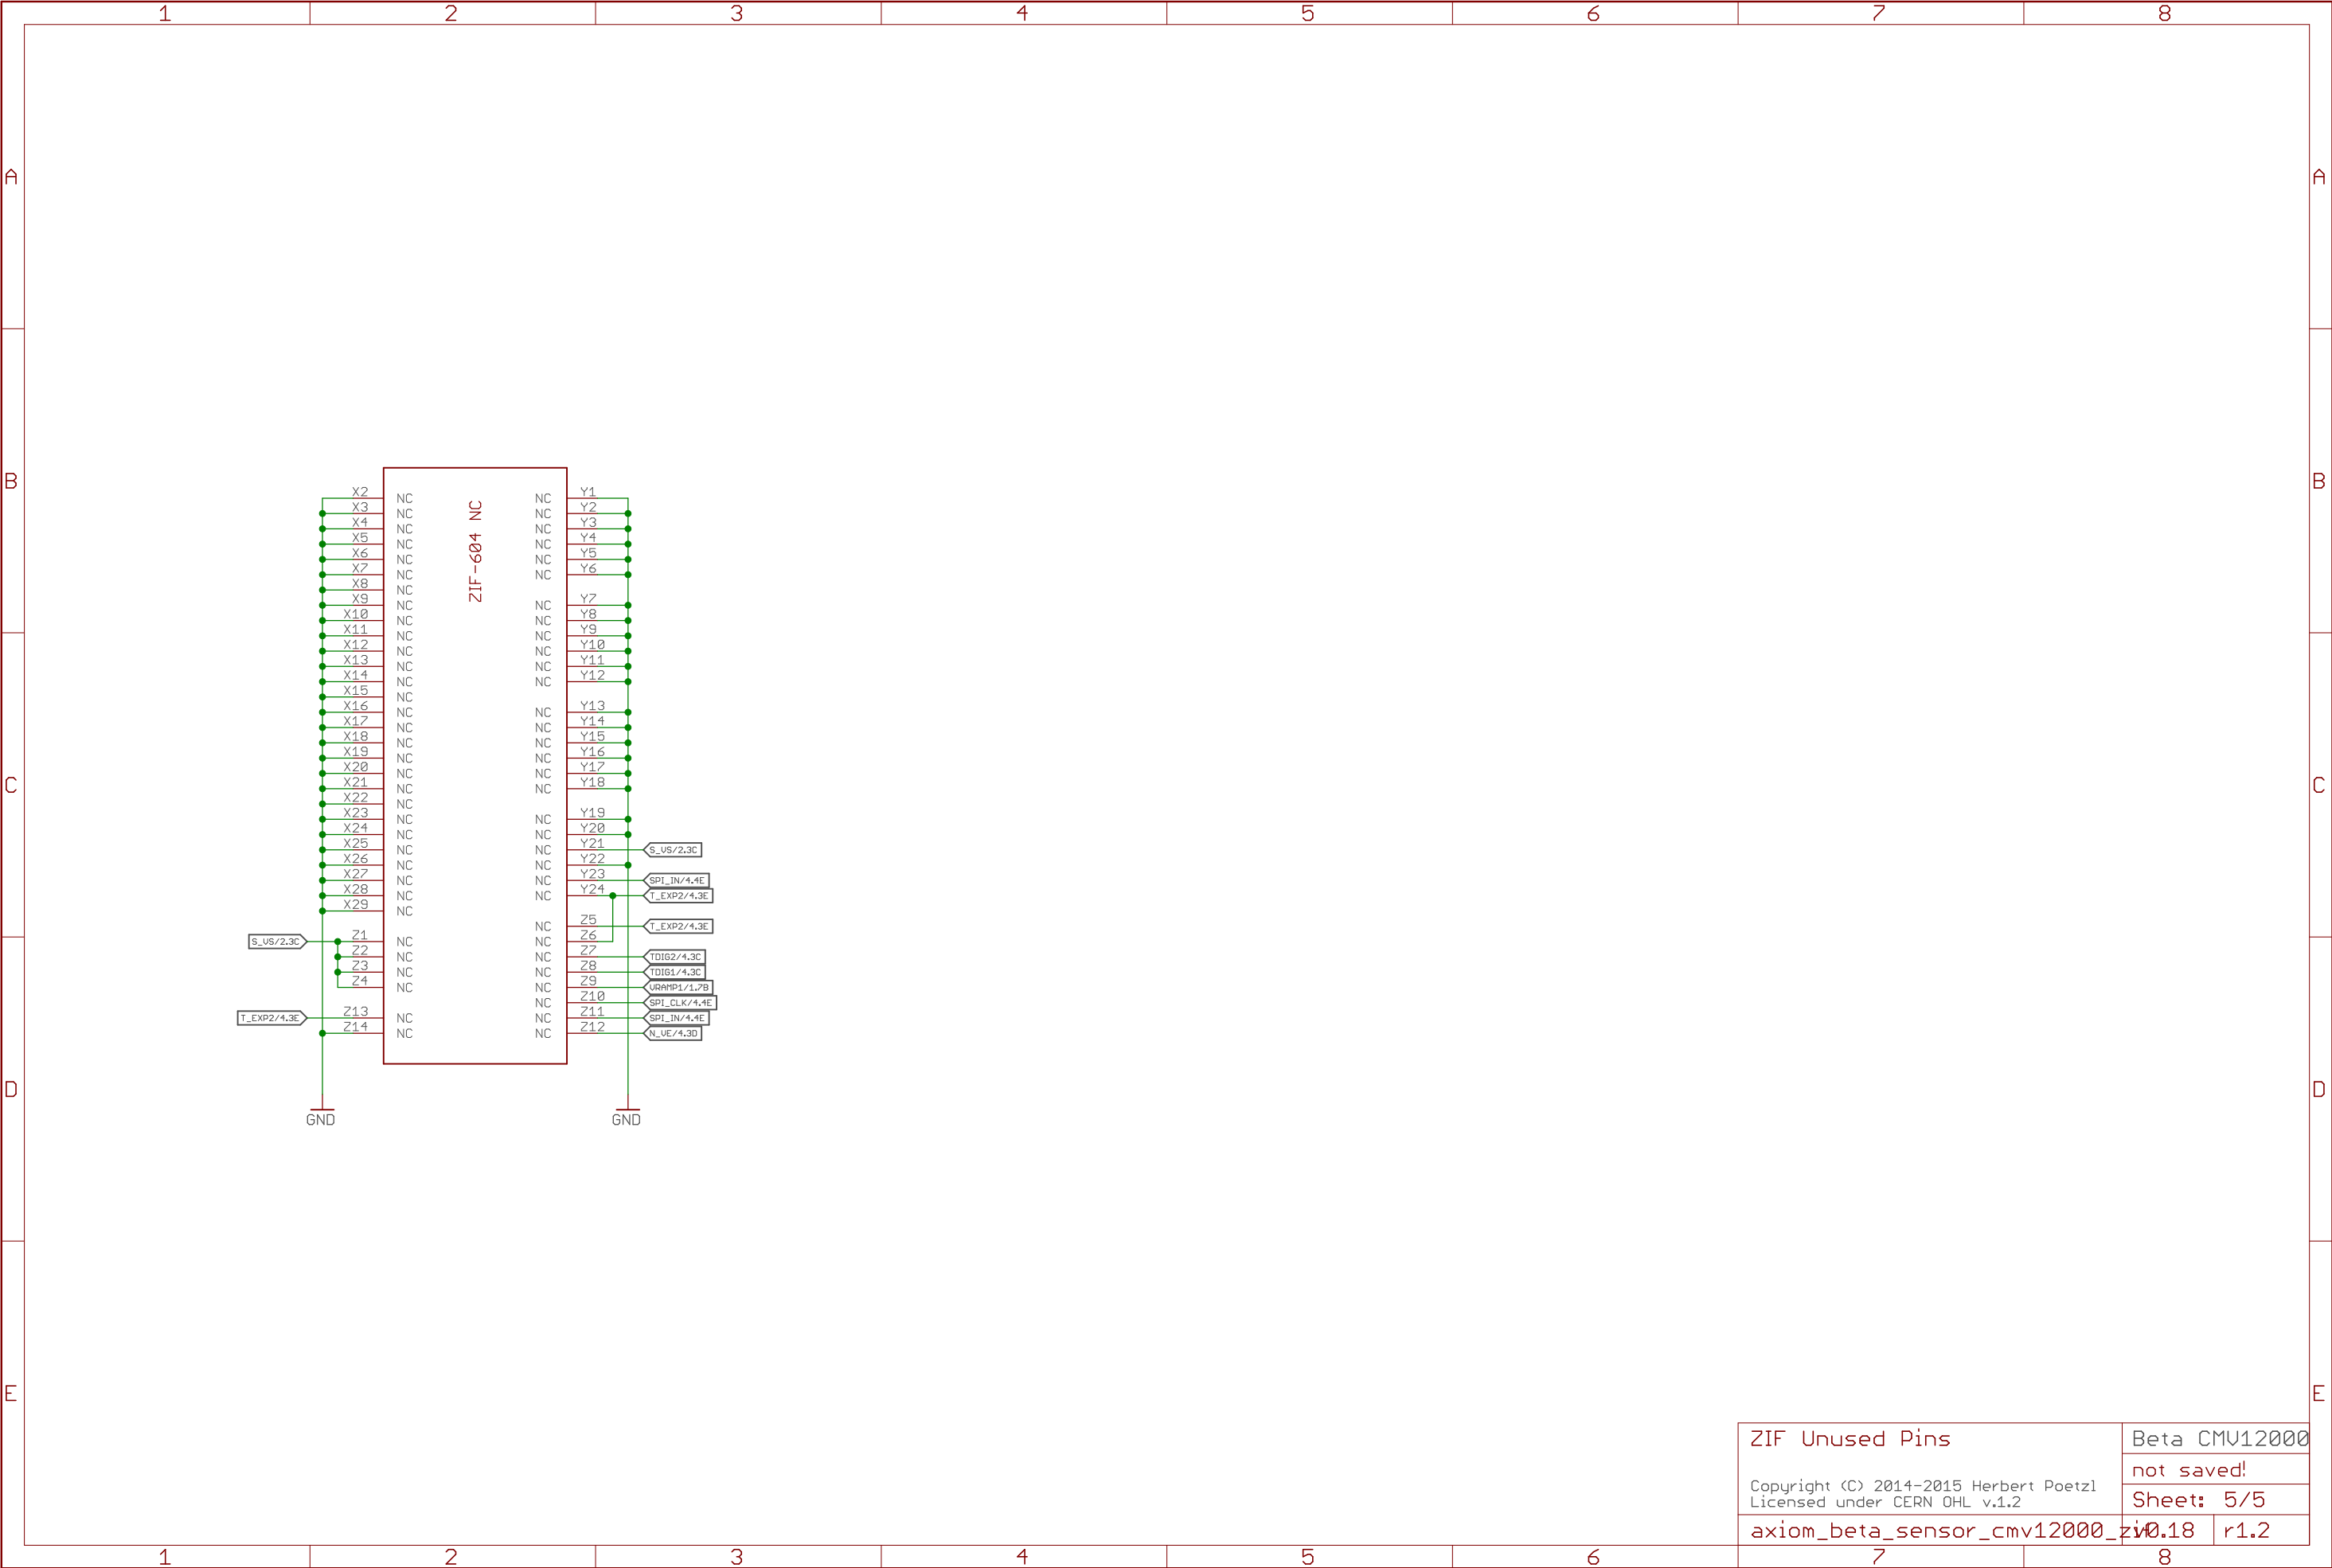 1 2 3 4 5 6 7 8
A A
B B
ZIF-604 NC
X2 NC NC Y1
X3 NC NC Y2
X4 NC NC Y3
X5 NC NC Y4
X6 NC NC Y5
X7 NC NC Y6
X8 NC
X9 NC NC Y7
X10 NC NC Y8
X11 NC NC Y9
X12 NC NC Y10
X13 NC NC Y11
X14 NC NC Y12
X15 NC
X16 NC NC Y13
X17 NC NC Y14
X18 NC NC Y15
X19 NC NC Y16
X20 NC NC Y17
C C
X21 NC NC Y18
X22 NC
X23 NC NC Y19
X24 NC NC Y20
X25 NC NC Y21 S_VS/2.3C
X26 NC NC Y22
X27 NC NC Y23 SPI_IN/4.4E
X28 NC NC Y24 T_EXP2/4.3E
X29 NC
NC Z5 T_EXP2/4.3E
S_VS/2.3C Z1 NC NC Z6
Z2 NC NC Z7 TDIG2/4.3C
Z3 NC NC Z8 TDIG1/4.3C
Z4 NC NC Z9 VRAMP1/1.7B
NC Z10 SPI_CLK/4.4E
T_EXP2/4.3E Z13 NC NC Z11 SPI_IN/4.4E
Z14 NC NC Z12 N_VE/4.3D
D D
GND GND
E E
ZIF Unused Pins Beta CMV12000
not saved!
Copyright (C) 2014-2015 Herbert Poetzl
Licensed under CERN OHL v.1.2 Sheet: 5/5
axiom_beta_sensor_cmv12000_zif v0.18 r1.2
1 2 3 4 5 6 7 8